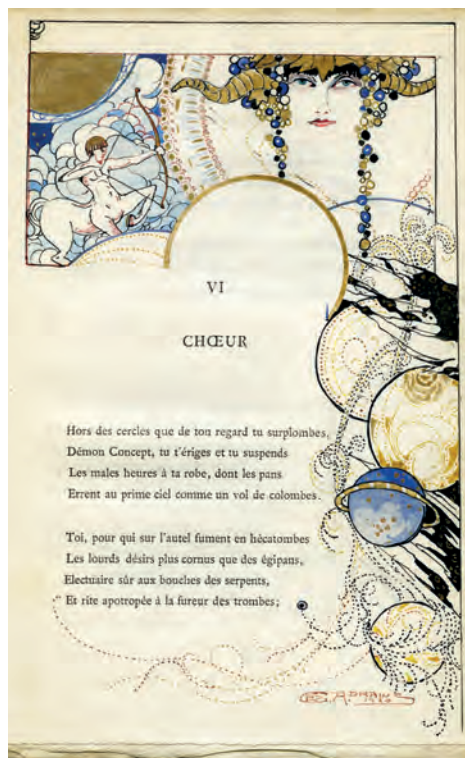 VI
CHŒUR
Hors des cercles que de ton regard tu surplombes,
Démon Concept, tu t'ériges et tu suspends
Les males heures à ta robe, dont les pans
Errent au prime ciel comme un vol de colombes.
Toi, pour qui sur l'autel fument en hécatombes
Les lourds désirs plus cornus que des égipans,
Electuaire sûr aux bouches des serpents,
Et rite apotropée à la fureur des trombes;